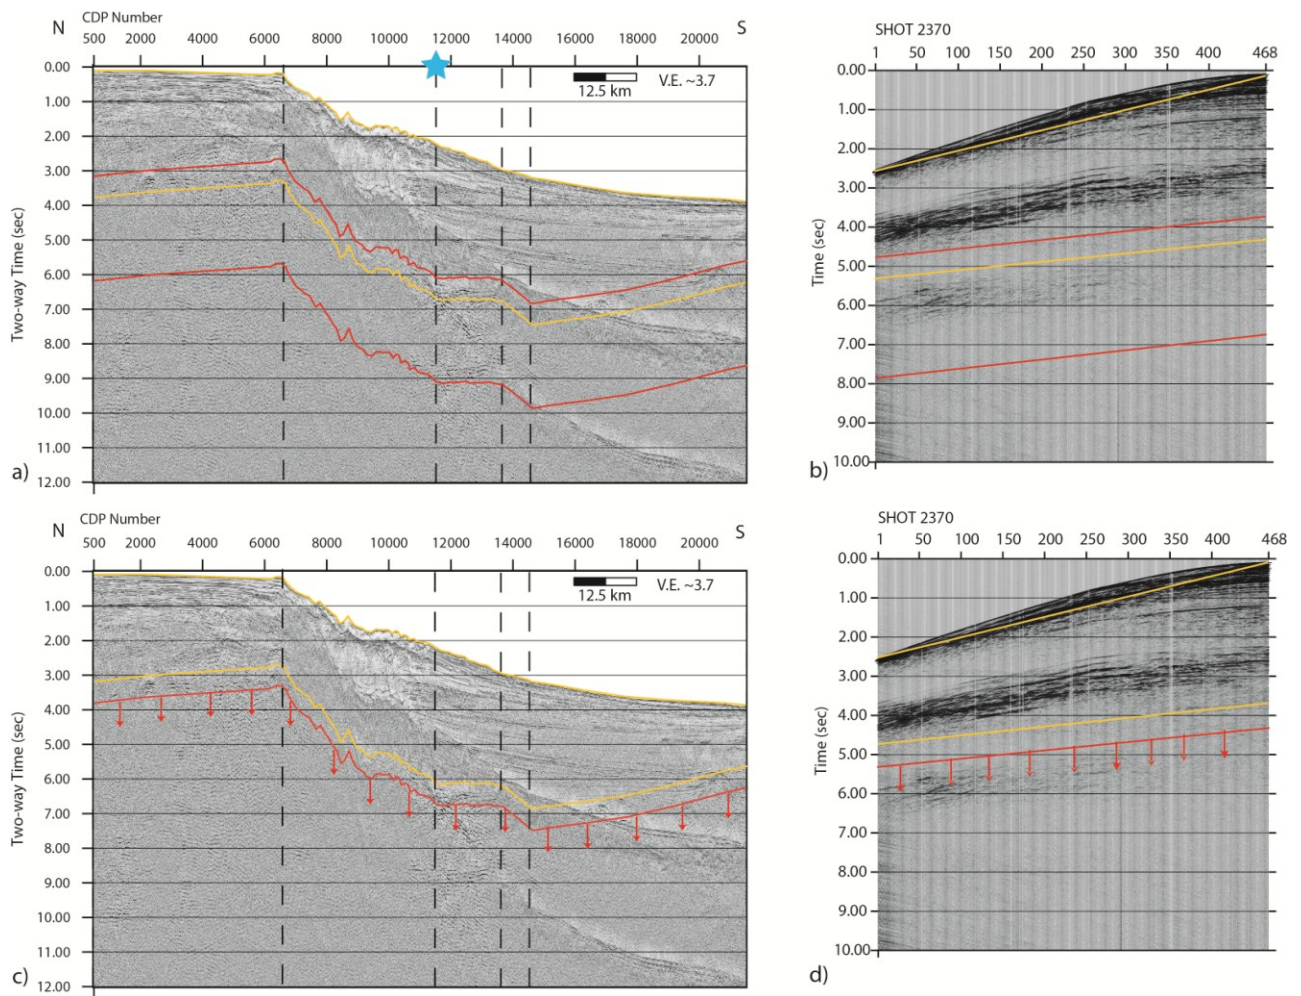 CDP Number
N S
500 2000 4000 6000 8000 10000 12000 14000 16000 18000 20000
V.E. ~3.7
12.5 km
Two-way Time (sec)
0.00
1.00
2.00
3.00
4.00
5.00
6.00
7.00
8.00
9.00
10.00
11.00
12.00
a)
SHOT 2370
1 50 100 150 200 250 300 350 400 468
Time (sec)
0.00
1.00
2.00
3.00
4.00
5.00
6.00
7.00
8.00
9.00
10.00
b)
CDP Number
N S
500 2000 4000 6000 8000 10000 12000 14000 16000 18000 20000
V.E. ~3.7
12.5 km
Two-way Time (sec)
0.00
1.00
2.00
3.00
4.00
5.00
6.00
7.00
8.00
9.00
10.00
11.00
12.00
c)
SHOT 2370
1 50 100 150 200 250 300 350 400 468
Time (sec)
0.00
1.00
2.00
3.00
4.00
5.00
6.00
7.00
8.00
9.00
10.00
d)